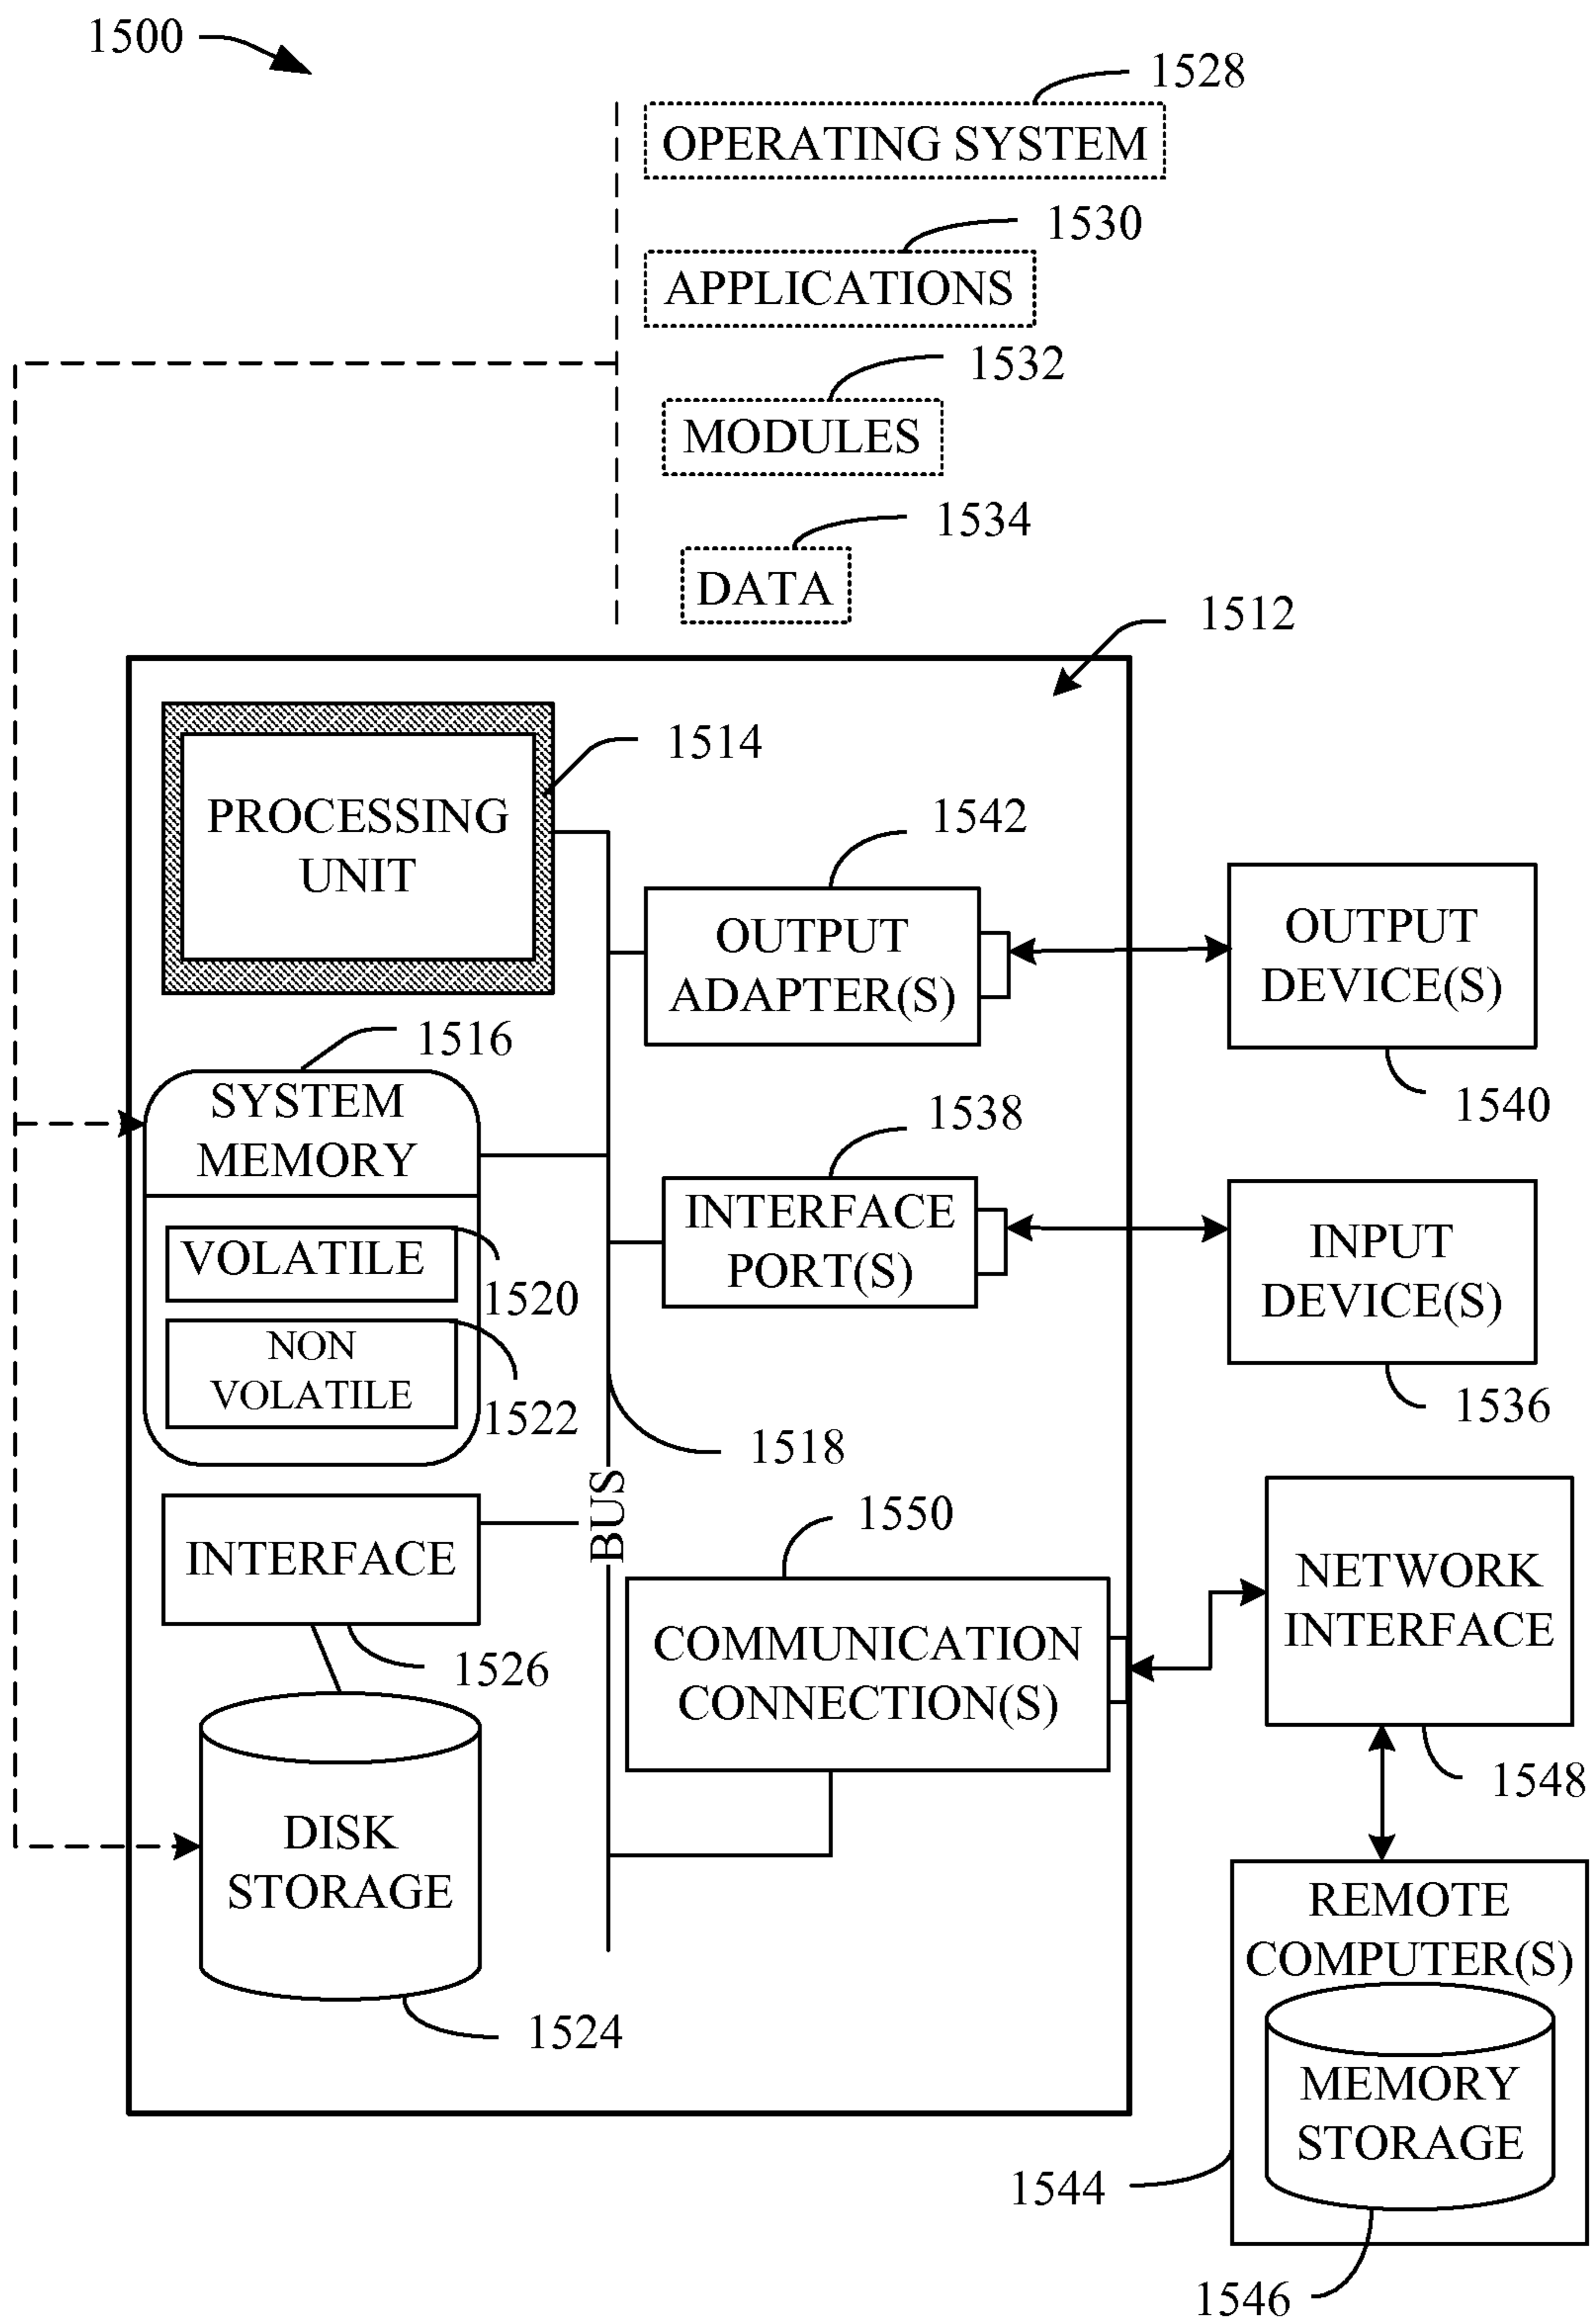 1500
1528
OPERATING SYSTEM
1530
APPLICATIONS
1532
MODULES
1534
DATA
1512
1514
PROCESSING
UNIT
1542
OUTPUT
ADAPTER(S)
OUTPUT
DEVICE(S)
1540
1516
SYSTEM
MEMORY
1538
INTERFACE
PORT(S)
INPUT
DEVICE(S)
1536
VOLATILE
1520
NON
VOLATILE
1522
1518
BUS
INTERFACE
1526
1550
COMMUNICATION
CONNECTION(S)
NETWORK
INTERFACE
1548
DISK
STORAGE
1524
REMOTE
COMPUTER(S)
MEMORY
STORAGE
1544
1546